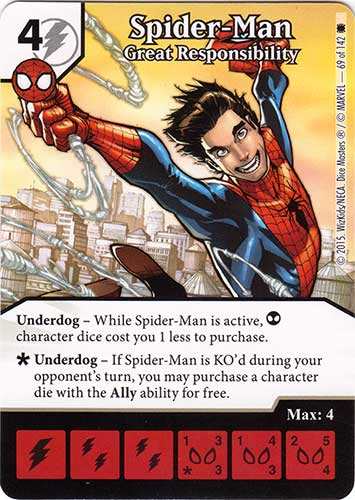 4
Spider-Man
Great Responsibility
© 2015 WizKids/NECA. Dice Masters ® / © MARVEL — 69 of 142
Underdog – While Spider-Man is active,
character dice cost you 1 less to purchase.
* Underdog – If Spider-Man is KO'd during your
opponent's turn, you may purchase a character
die with the Ally ability for free.
Max: 4
1 3 1 4 2 5
* 3 3 4